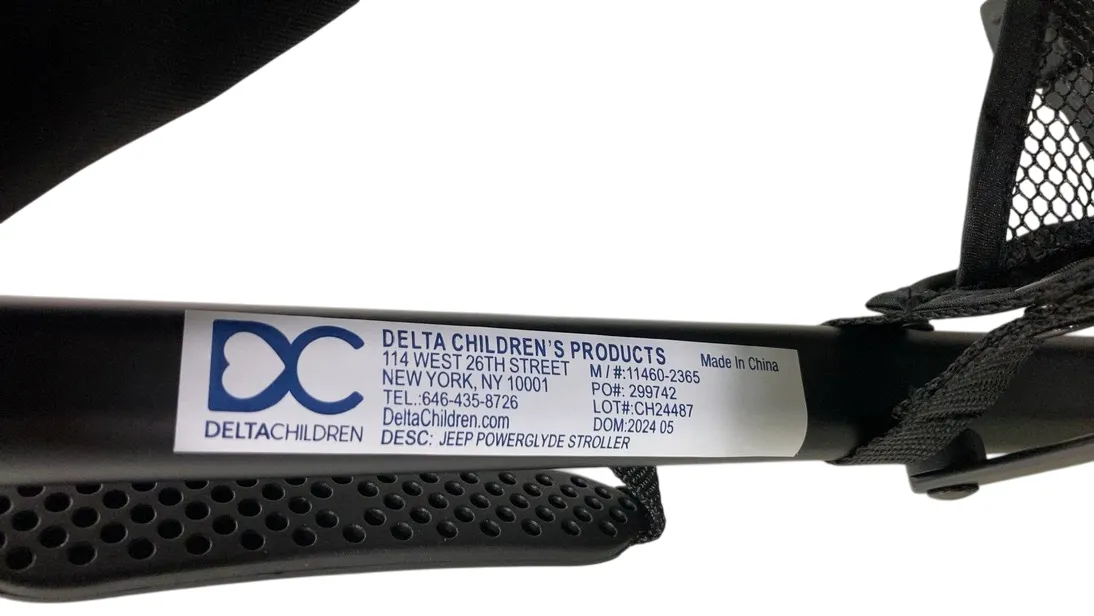 DC
DELTACHILDREN
DELTA CHILDREN'S PRODUCTS
114 WEST 26TH STREET
NEW YORK, NY 10001
TEL.:646-435-8726
DeltaChildren.com
DESC: JEEP POWERGLYDE STROLLER
M / #:11460-2365
PO#: 299742
LOT#:CH24487
DOM:2024 05
Made In China